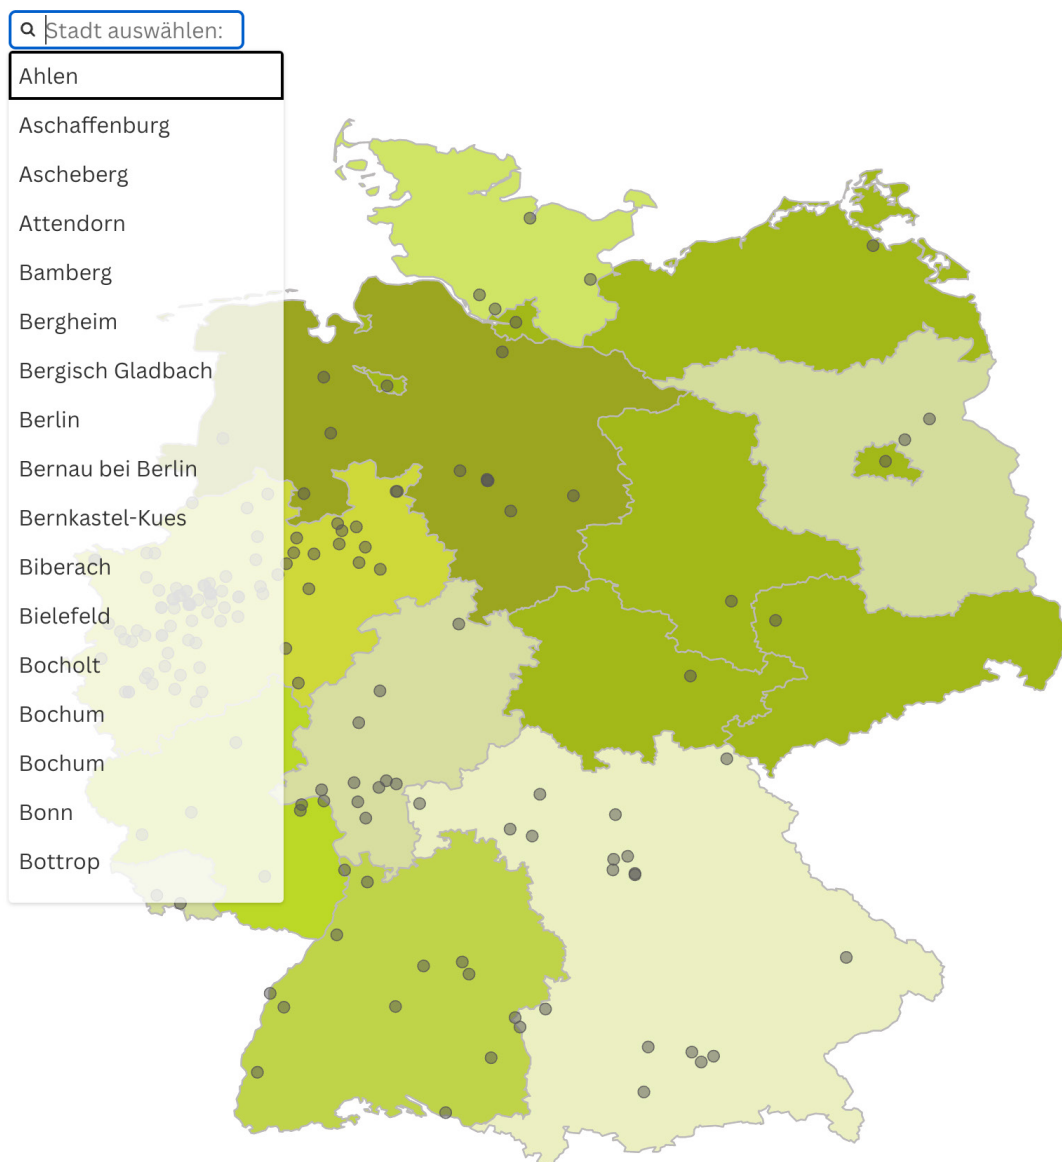 Stadt auswählen:
Ahlen
Aschaffenburg
Ascheberg
Attendorn
Bamberg
Bergheim
Bergisch Gladbach
Berlin
Bernau bei Berlin
Bernkastel-Kues
Biberach
Bielefeld
Bocholt
Bochum
Bochum
Bonn
Bottrop